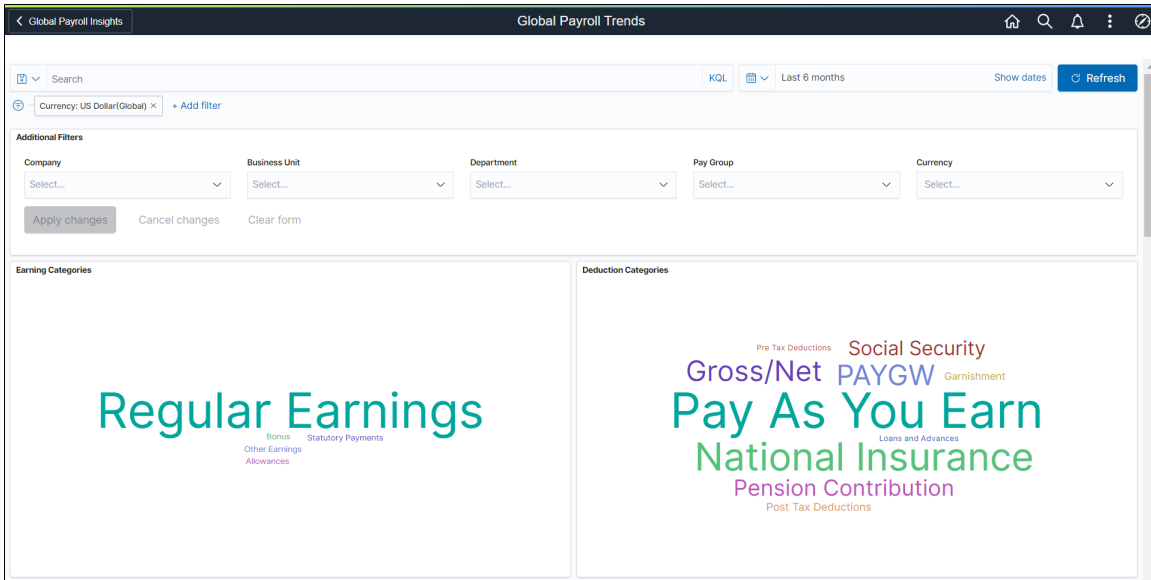 Global Payroll Insights
Global Payroll Trends
Search
KQL
Last 6 months
Show dates
Refresh
Currency: US Dollar(Global) ×
+ Add filter
Additional Filters
Company
Business Unit
Department
Pay Group
Currency
Select...
Select...
Select...
Select...
Select...
Apply changes
Cancel changes
Clear form
Earning Categories
Regular Earnings
Bonus
Statutory Payments
Other Earnings
Allowances
Deduction Categories
Pre Tax Deductions
Social Security
Gross/Net
PAYGW
Garnishment
Pay As You Earn
Loans and Advances
National Insurance
Pension Contribution
Post Tax Deductions